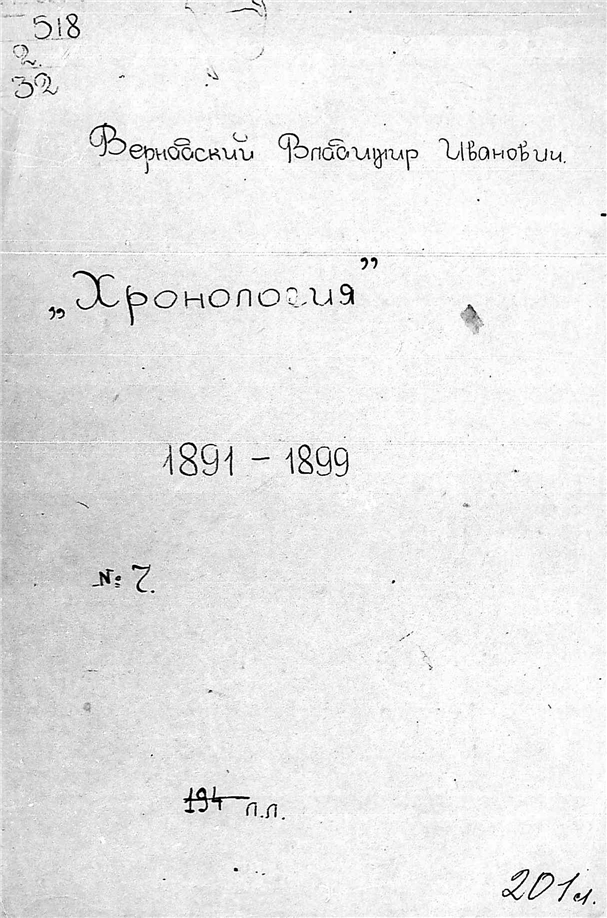 518
2
32
Вернадский Владимир Иванович.
„Хронология”
1891 – 1899
№ 7.
194 л.л.
201 л.